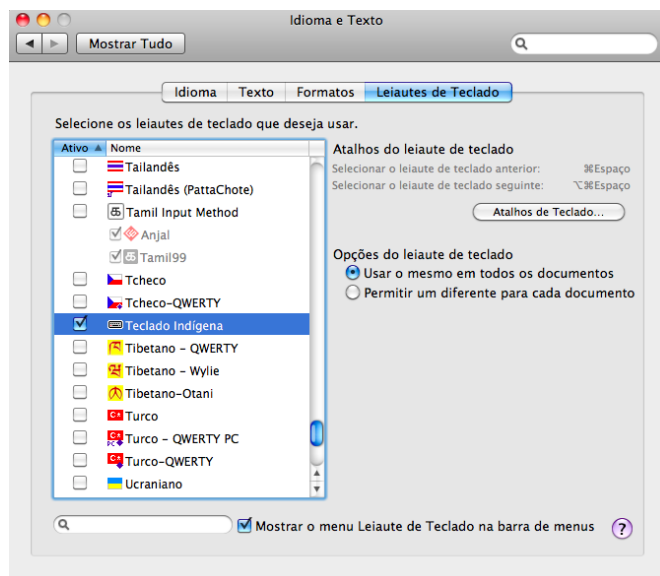 Idioma e Texto
Mostrar Tudo
Idioma Texto Formatos Leiautes de Teclado
Selecione os leiautes de teclado que deseja usar.
Ativo Nome
Tailandês
Tailandês (PattaChote)
Tamil Input Method
Anjal
Tamil99
Tcheco
Tcheco-QWERTY
Teclado Indígena
Tibetano - QWERTY
Tibetano - Wylie
Tibetano-Otani
Turco
Turco - QWERTY PC
Turco-QWERTY
Ucraniano
Atalhos do leiaute de teclado
Selecionar o leiaute de teclado anterior: ⌘Espaço
Selecionar o leiaute de teclado seguinte: ⌥⌘Espaço
Atalhos de Teclado...
Opções do leiaute de teclado
Usar o mesmo em todos os documentos
Permitir um diferente para cada documento
Mostrar o menu Leiaute de Teclado na barra de menus ?